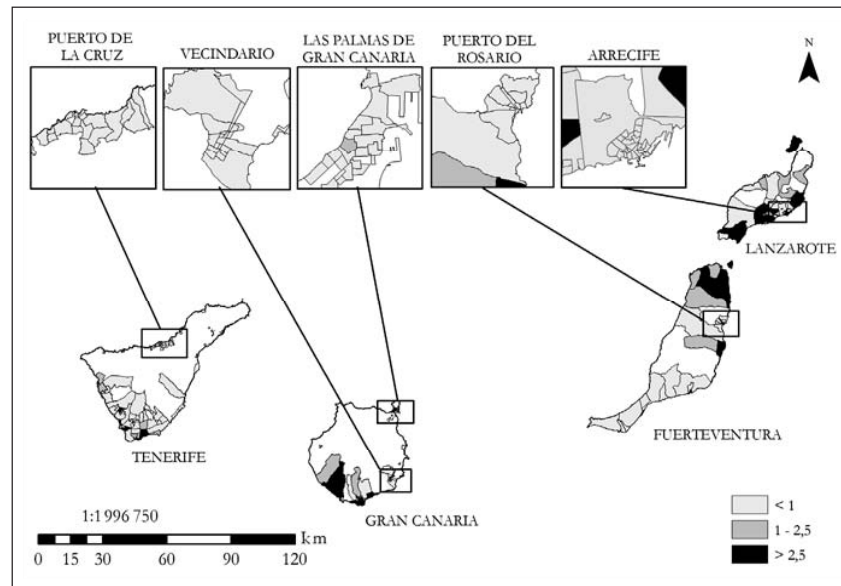 PUERTO DE
LA CRUZ
VECINDARIO
LAS PALMAS DE
GRAN CANARIA
PUERTO DEL
ROSARIO
ARRECIFE
N
LANZAROTE
FUERTEVENTURA
TENERIFE
GRAN CANARIA
1:1 996 750
km
0 15 30 60 90 120
< 1
1 - 2,5
> 2,5